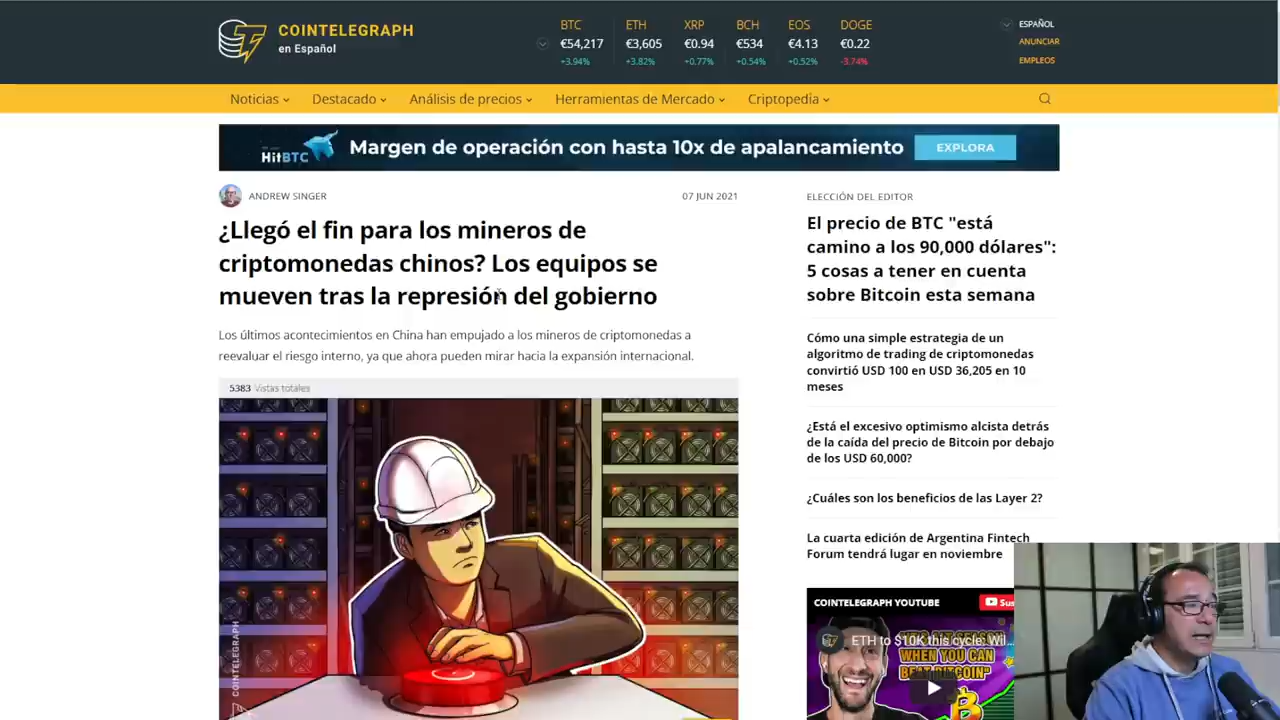 COINTELEGRAPH
en Español
BTC
€54,217
+3.94%
ETH
€3,605
+3.82%
XRP
€0.94
+0.77%
BCH
€534
+0.54%
EOS
€4.13
+0.52%
DOGE
€0.22
-3.74%
ESPAÑOL
ANUNCIAR
EMPLEOS
Noticias
Destacado
Análisis de precios
Herramientas de Mercado
Criptopedia
HitBTC
Margen de operación con hasta 10x de apalancamiento
EXPLORA
ANDREW SINGER
07 JUN 2021
¿Llegó el fin para los mineros de
criptomonedas chinos? Los equipos se
mueven tras la represión del gobierno
Los últimos acontecimientos en China han empujado a los mineros de criptomonedas a
reevaluar el riesgo interno, ya que ahora pueden mirar hacia la expansión internacional.
5383 Vistas totales
COINTELEGRAPH
ELECCIÓN DEL EDITOR
El precio de BTC "está
camino a los 90,000 dólares":
5 cosas a tener en cuenta
sobre Bitcoin esta semana
Cómo una simple estrategia de un
algoritmo de trading de criptomonedas
convirtió USD 100 en USD 36,205 en 10
meses
¿Está el excesivo optimismo alcista detrás
de la caída del precio de Bitcoin por debajo
de los USD 60,000?
¿Cuáles son los beneficios de las Layer 2?
La cuarta edición de Argentina Fintech
Forum tendrá lugar en noviembre
COINTELEGRAPH YOUTUBE
Sus
ETH to $10K this cycle: Wil
WHEN YOU CAN
BEAT BITCOIN"